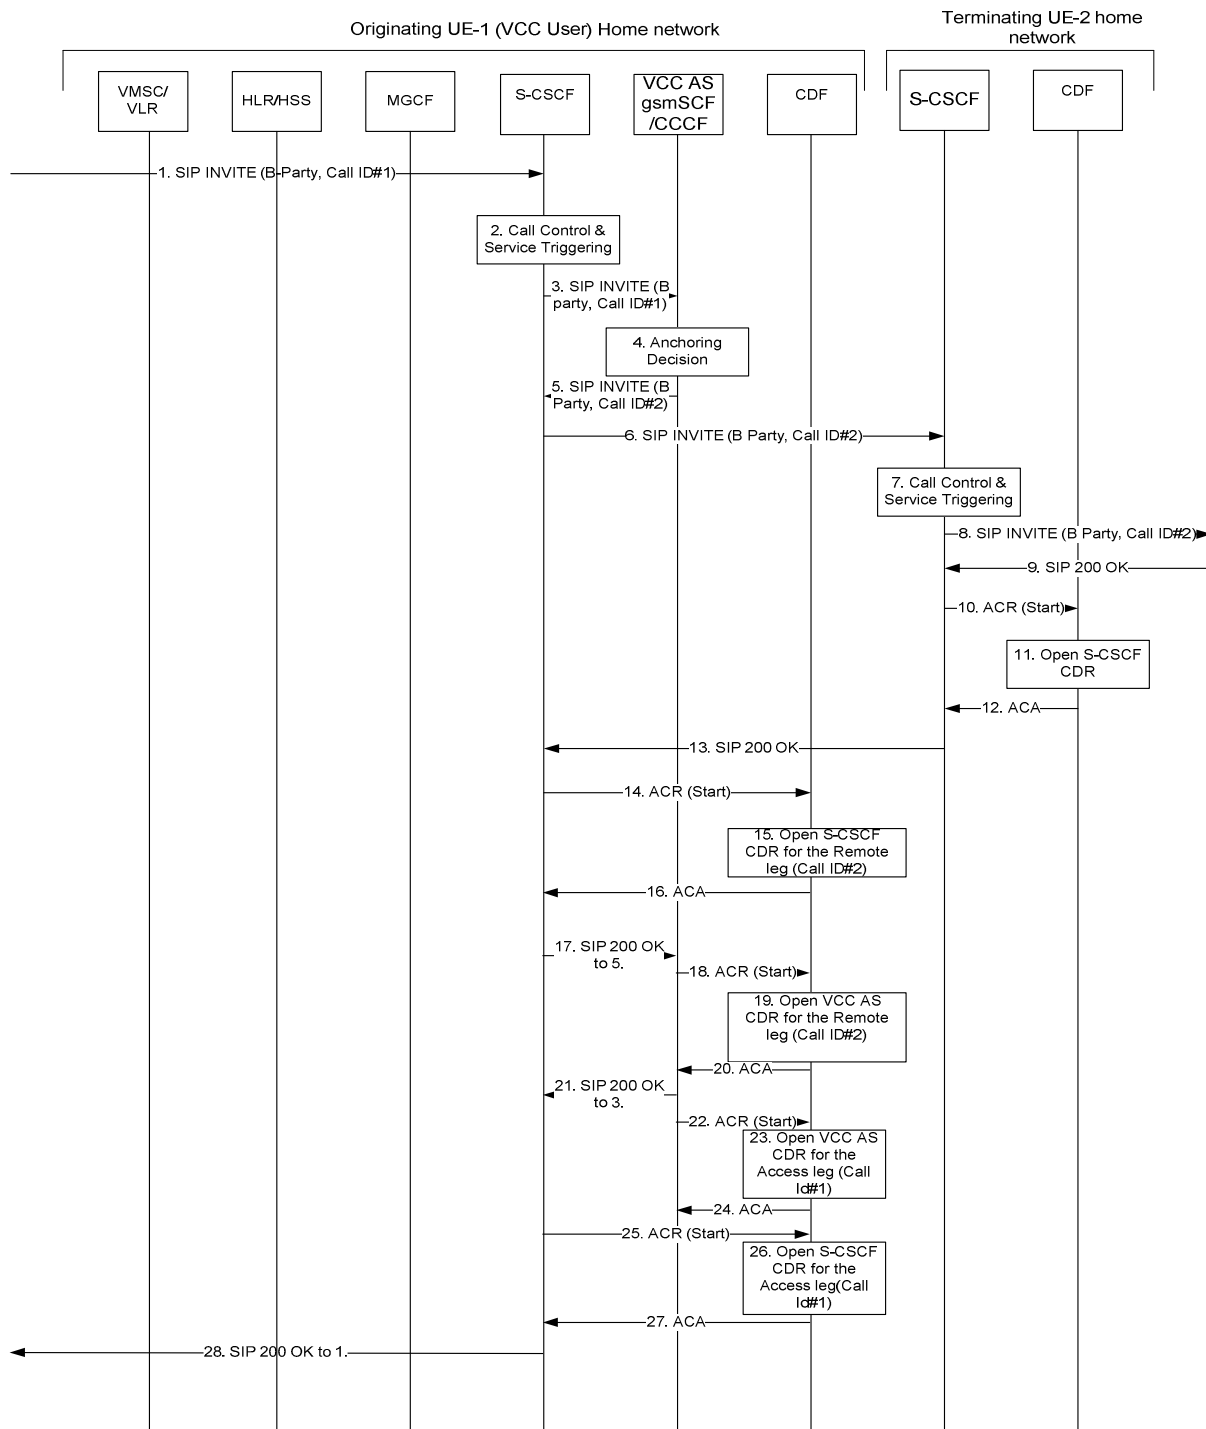 Originating UE-1 (VCC User) Home network
Terminating UE-2 home
network
VMSC/
VLR
HLR/HSS
MGCF
S-CSCF
VCC AS
gsmSCF
/CCCF
CDF
S-CSCF
CDF
1. SIP INVITE (B-Party, Call ID#1)
2. Call Control &
Service Triggering
3. SIP INVITE (B
party, Call ID#1)
4. Anchoring
Decision
5. SIP INVITE (B
Party, Call ID#2)
6. SIP INVITE (B Party, Call ID#2)
7. Call Control &
Service Triggering
8. SIP INVITE (B Party, Call ID#2)
9. SIP 200 OK
10. ACR (Start)
11. Open S-CSCF
CDR
12. ACA
13. SIP 200 OK
14. ACR (Start)
15. Open S-CSCF
CDR for the Remote
leg (Call ID#2)
16. ACA
17. SIP 200 OK
to 5.
18. ACR (Start)
19. Open VCC AS
CDR for the Remote
leg (Call ID#2)
20. ACA
21. SIP 200 OK
to 3.
22. ACR (Start)
23. Open VCC AS
CDR for the
Access leg (Call
Id#1)
24. ACA
25. ACR (Start)
26. Open S-CSCF
CDR for the
Access leg(Call
Id#1)
27. ACA
28. SIP 200 OK to 1.